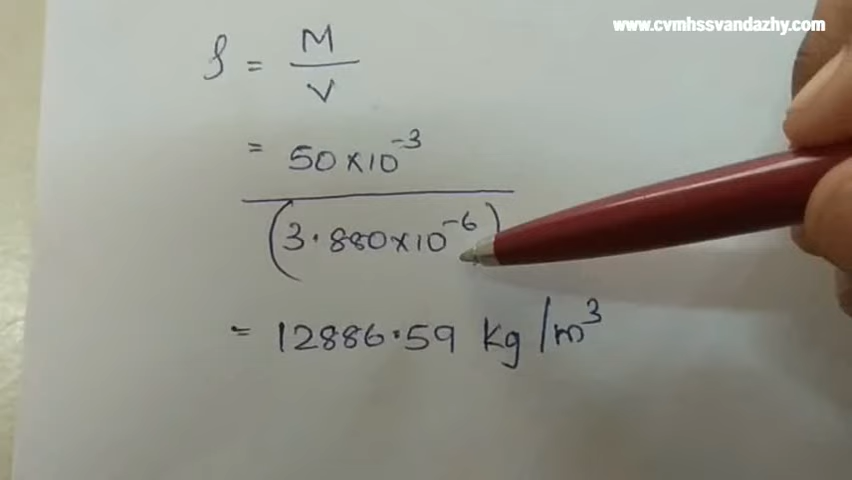 www.cvmhssvandazhy.com
ρ = M / V
= 50×10⁻³
(3.880×10⁻⁶)
= 12886.59 kg/m³